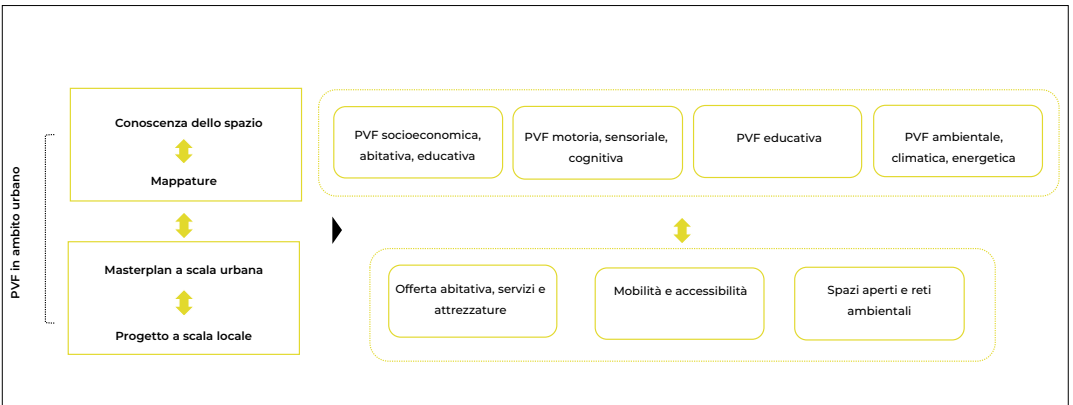 PVF in ambito urbano
Conoscenza dello spazio
Mappature
Masterplan a scala urbana
Progetto a scala locale
PVF socioeconomica,
abitativa, educativa
PVF motoria, sensoriale,
cognitiva
PVF educativa
PVF ambientale,
climatica, energetica
Offerta abitativa, servizi e
attrezzature
Mobilità e accessibilità
Spazi aperti e reti
ambientali